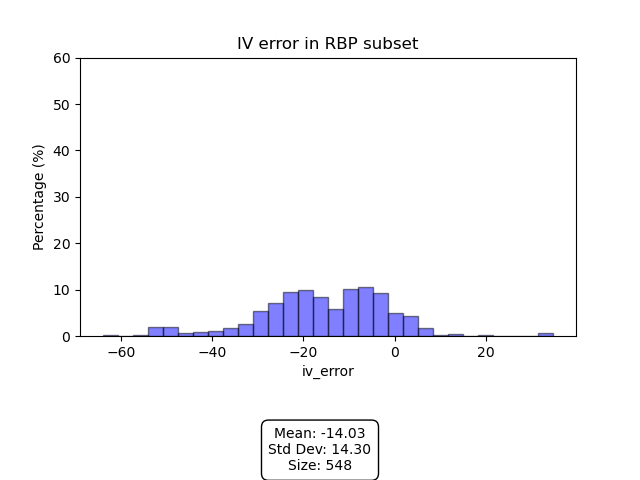 IV error in RBP subset
60
50
40
30
20
10
0
Percentage (%)
−60
−40
−20
0
20
iv_error
Mean: -14.03
Std Dev: 14.30
Size: 548